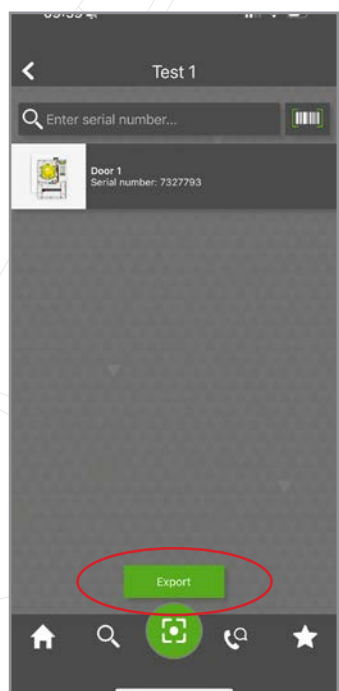 Test 1
Enter serial number...
Door 1
Serial number: 7327793
Export